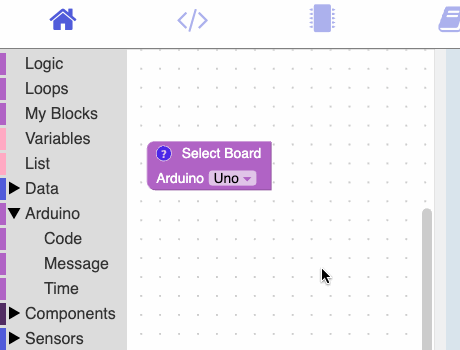 Logic
Loops
My Blocks
Variables
List
Data
Arduino
Code
Message
Time
Components
Sensors
? Select Board
Arduino Uno